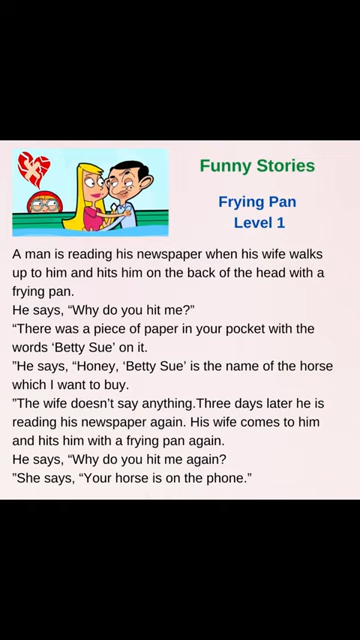 Funny Stories
Frying Pan
Level 1
A man is reading his newspaper when his wife walks
up to him and hits him on the back of the head with a
frying pan.
He says, “Why do you hit me?”
“There was a piece of paper in your pocket with the
words ‘Betty Sue’ on it.
”He says, “Honey, ‘Betty Sue’ is the name of the horse
which I want to buy.
”The wife doesn’t say anything.Three days later he is
reading his newspaper again. His wife comes to him
and hits him with a frying pan again.
He says, “Why do you hit me again?
”She says, “Your horse is on the phone.”